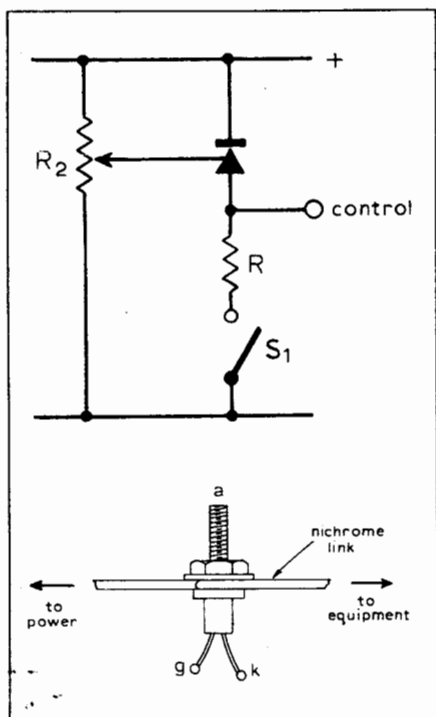 +
R2
control
R
S1
a
nichrome
link
to
power
to
equipment
g
k